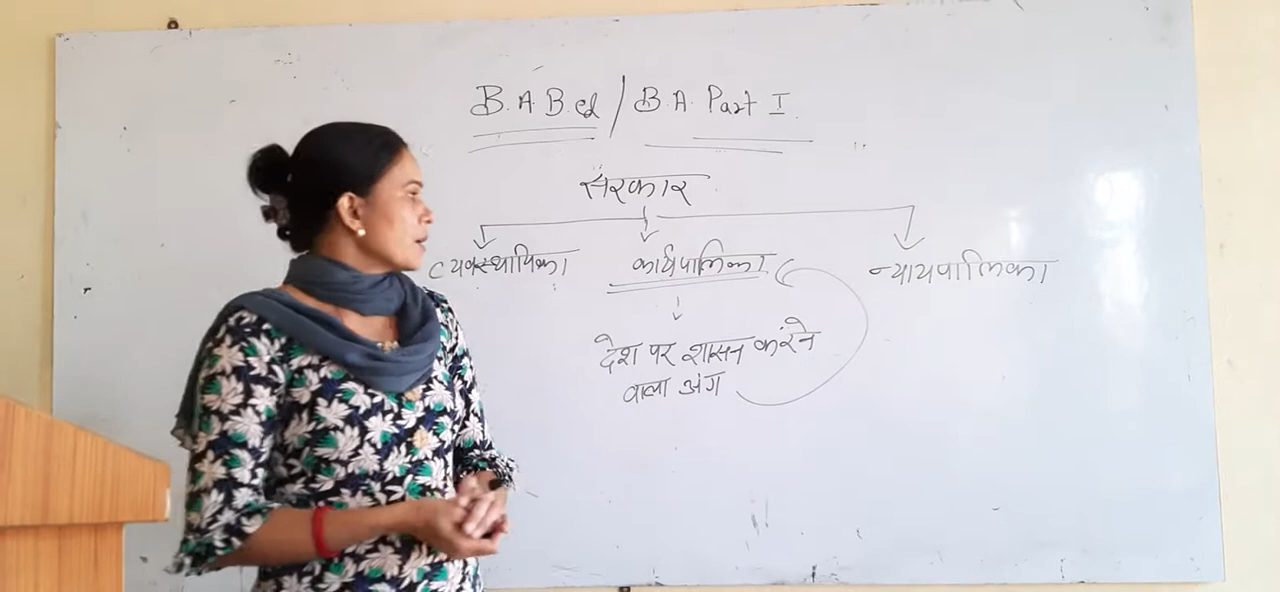 B.A.B.ed / B.A. Part I
सरकार
व्यवस्थापिका कार्यपालिका न्यायपालिका
देश पर शासन करने
वाला अंग